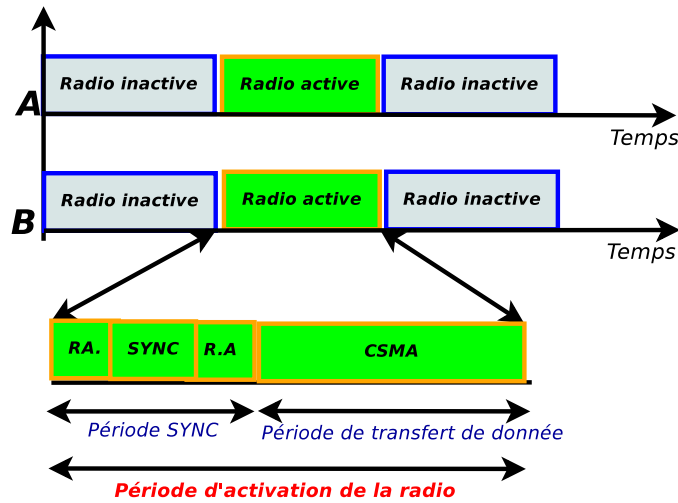 Radio inactive Radio active Radio inactive
A
Temps
Radio inactive Radio active Radio inactive
B
Temps
RA. SYNC R.A CSMA
Période SYNC Période de transfert de donnée
Période d'activation de la radio